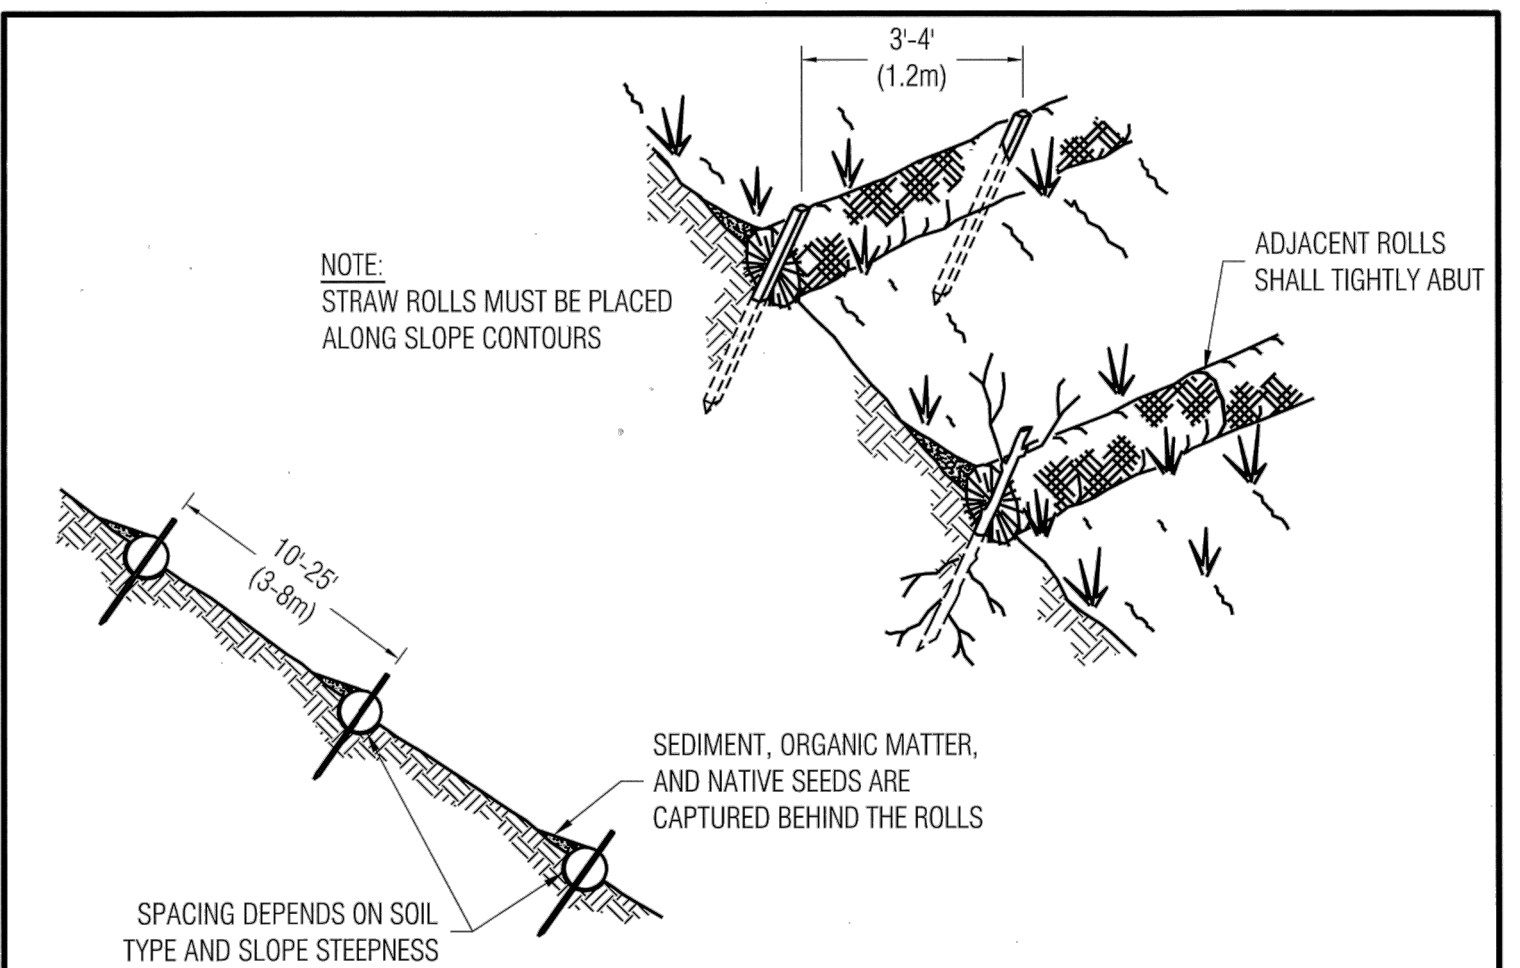 3'-4'
(1.2m)
ADJACENT ROLLS
SHALL TIGHTLY ABUT
NOTE:
STRAW ROLLS MUST BE PLACED
ALONG SLOPE CONTOURS
10'-25'
(3-8m)
SEDIMENT, ORGANIC MATTER,
AND NATIVE SEEDS ARE
CAPTURED BEHIND THE ROLLS
SPACING DEPENDS ON SOIL
TYPE AND SLOPE STEEPNESS